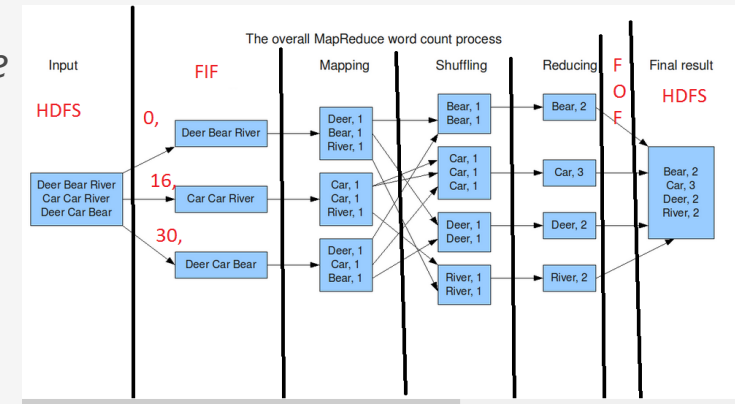 e
The overall MapReduce word count process
Input
FIF
Mapping
Shuffling
Reducing
F
O
F
Final result
HDFS
HDFS
0,
Deer Bear River
16,
Car Car River
30,
Deer Car Bear
Deer Bear River
Car Car River
Deer Car Bear
Deer, 1
Bear, 1
River, 1
Car, 1
Car, 1
River, 1
Deer, 1
Car, 1
Bear, 1
Bear, 1
Bear, 1
Car, 1
Car, 1
Car, 1
Deer, 1
Deer, 1
River, 1
River, 1
Bear, 2
Car, 3
Deer, 2
River, 2
Bear, 2
Car, 3
Deer, 2
River, 2